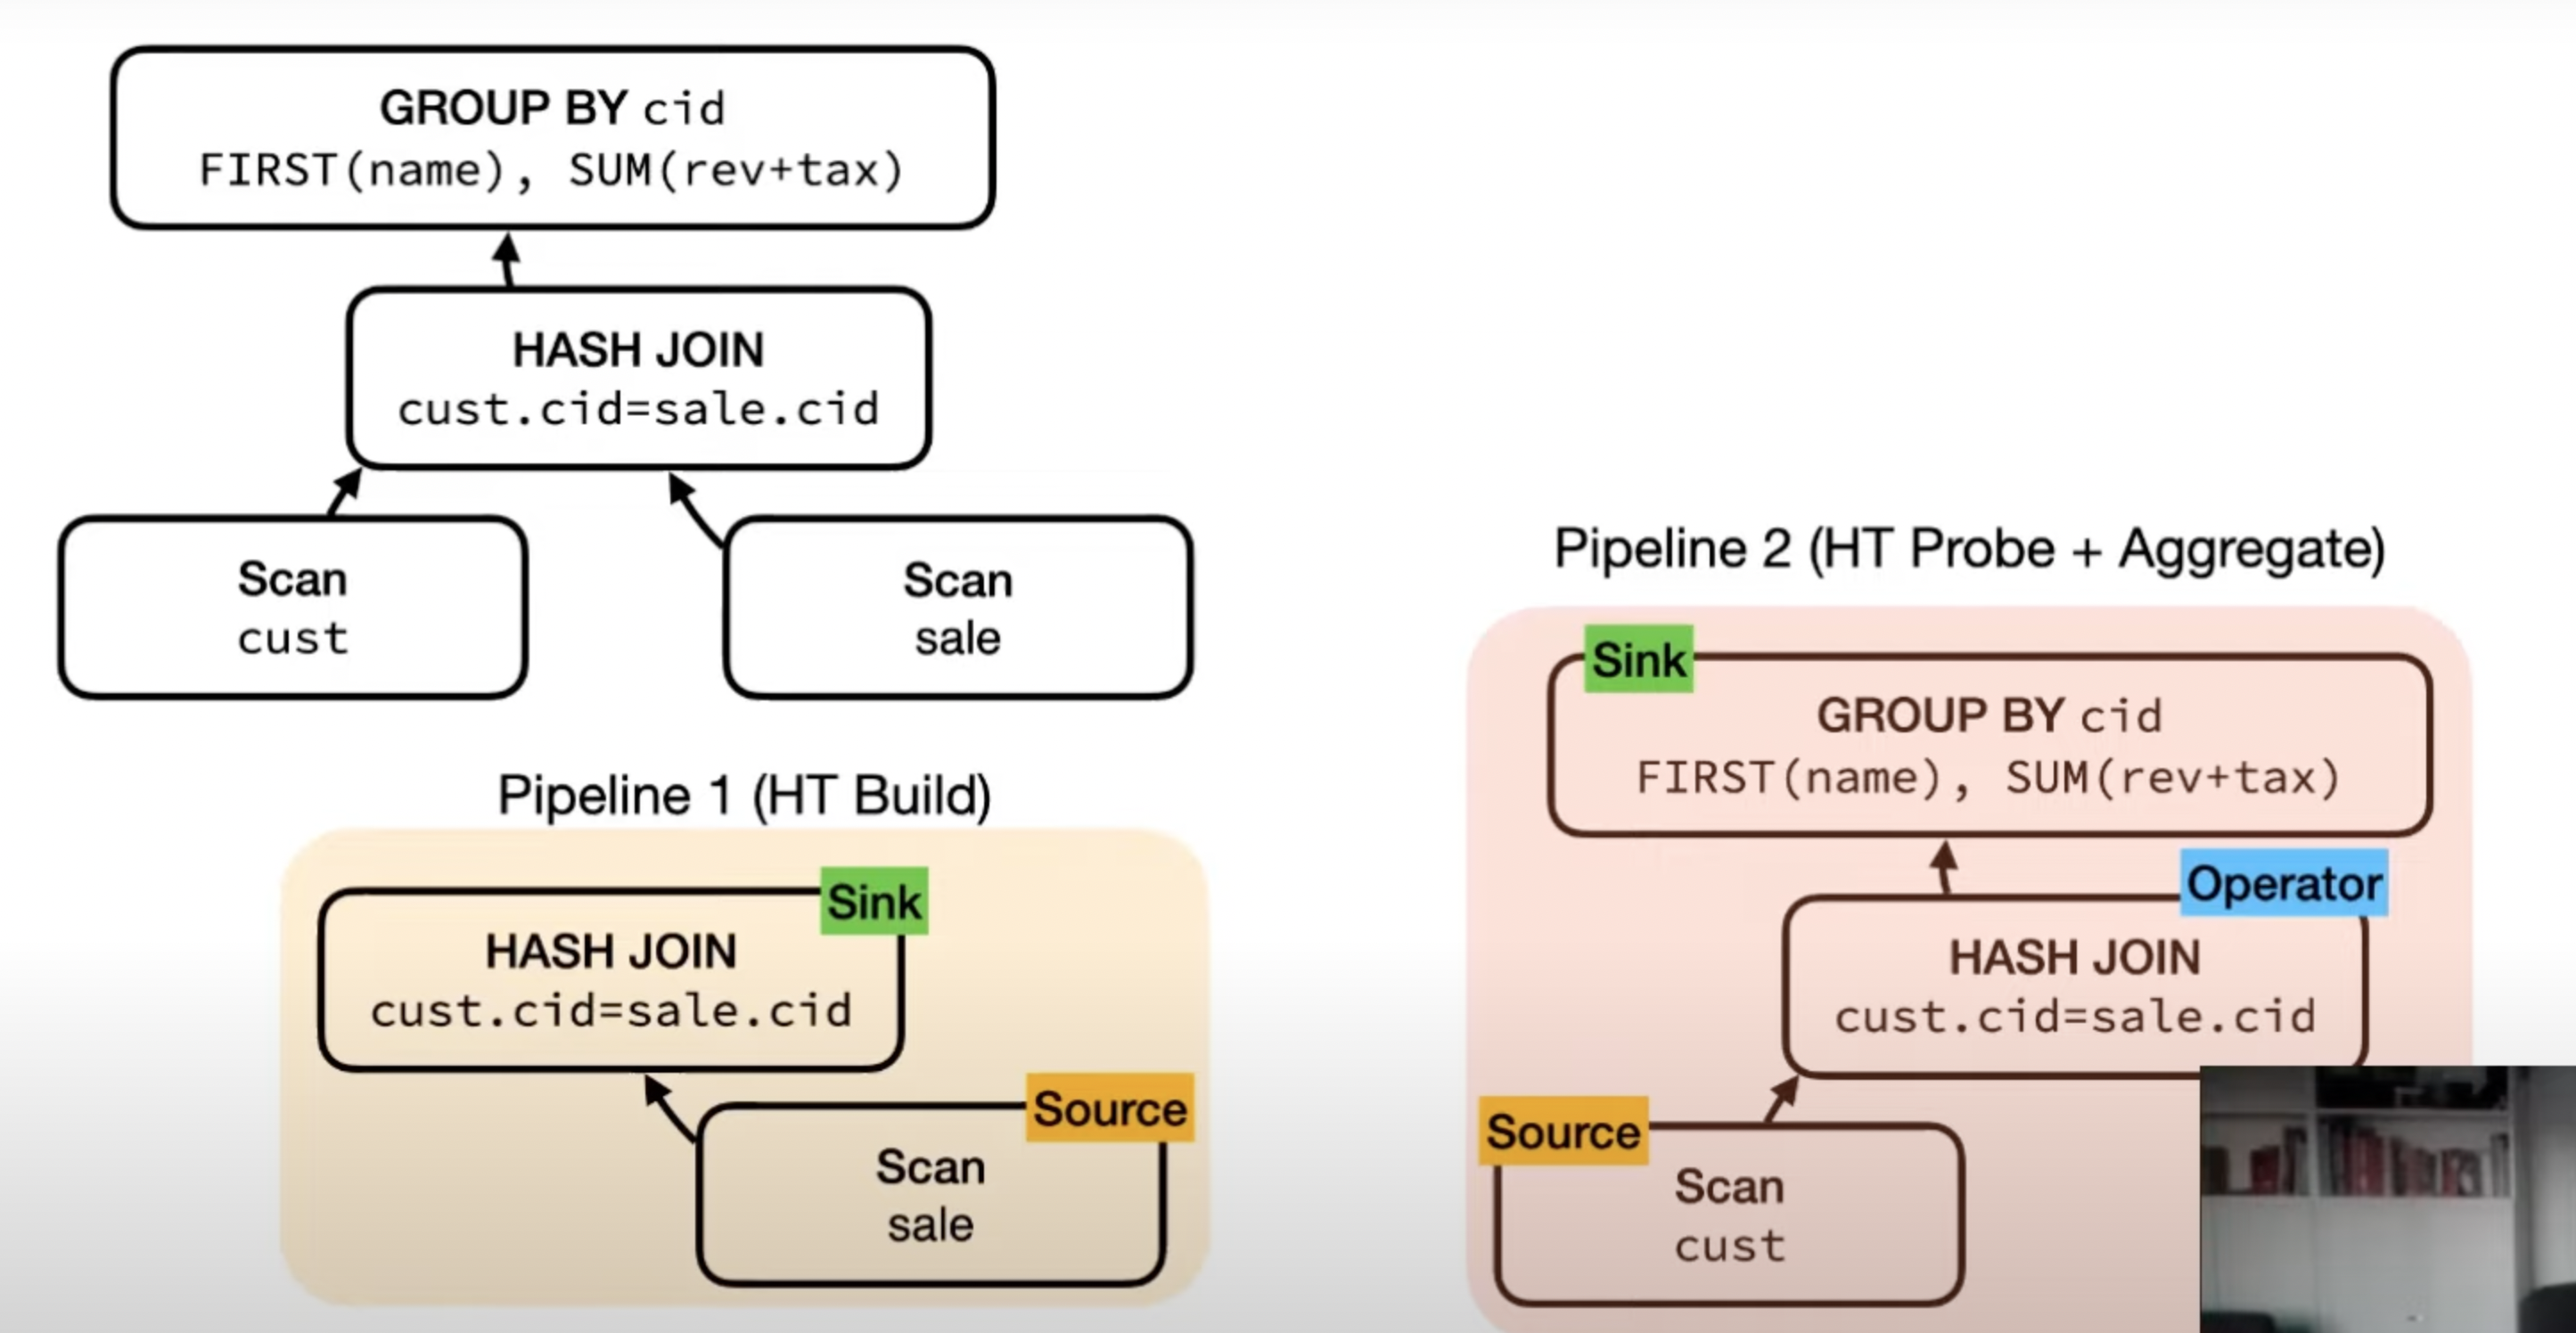 GROUP BY cid
FIRST(name), SUM(rev+tax)
HASH JOIN
cust.cid=sale.cid
Scan
cust
Scan
sale
Pipeline 1 (HT Build)
Sink
HASH JOIN
cust.cid=sale.cid
Source
Scan
sale
Pipeline 2 (HT Probe + Aggregate)
Sink
GROUP BY cid
FIRST(name), SUM(rev+tax)
Operator
HASH JOIN
cust.cid=sale.cid
Source
Scan
cust